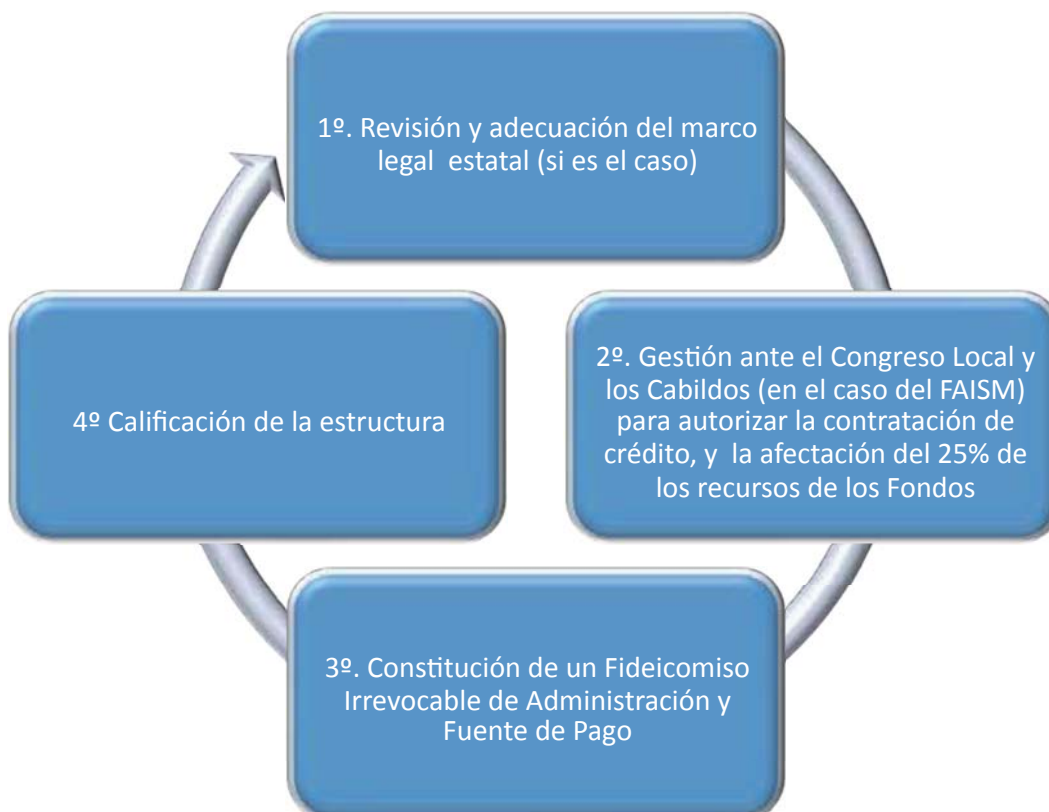 1º. Revisión y adecuación del marco
legal  estatal (si es el caso)
2º. Gestión ante el Congreso Local y
los Cabildos (en el caso del FAISM)
para autorizar la contratación de
crédito, y  la afectación del 25% de
los recursos de los Fondos
3º. Constitución de un Fideicomiso
Irrevocable de Administración y
Fuente de Pago
4º Calificación de la estructura